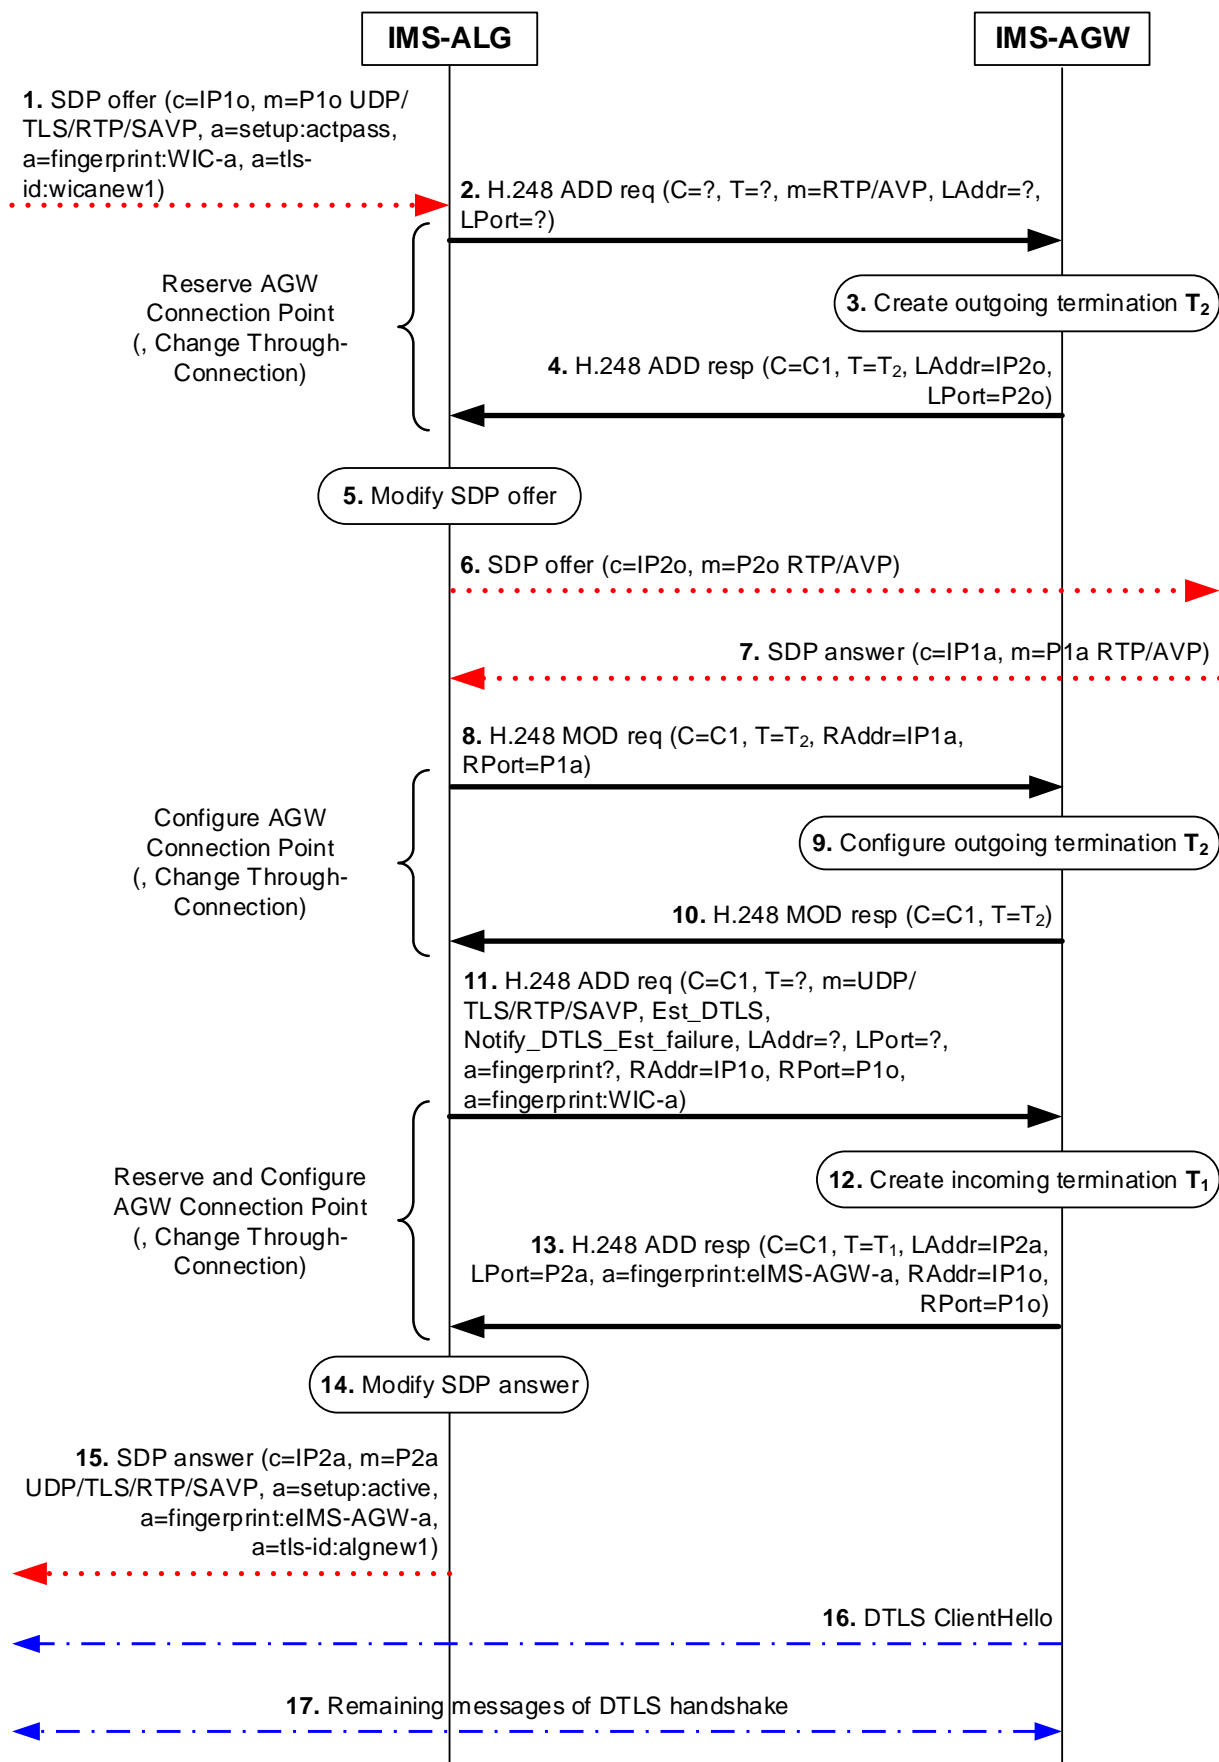 IMS-ALG
IMS-AGW
1. SDP offer (c=IP1o, m=P1o UDP/
TLS/RTP/SAVP, a=setup:actpass,
a=fingerprint:WIC-a, a=tls-
id:wicanew1)
2. H.248 ADD req (C=?, T=?, m=RTP/AVP, LAddr=?,
LPort=?)
Reserve AGW
Connection Point
(, Change Through-
Connection)
3. Create outgoing termination T2
4. H.248 ADD resp (C=C1, T=T2, LAddr=IP2o,
LPort=P2o)
5. Modify SDP offer
6. SDP offer (c=IP2o, m=P2o RTP/AVP)
7. SDP answer (c=IP1a, m=P1a RTP/AVP)
8. H.248 MOD req (C=C1, T=T2, RAddr=IP1a,
RPort=P1a)
Configure AGW
Connection Point
(, Change Through-
Connection)
9. Configure outgoing termination T2
10. H.248 MOD resp (C=C1, T=T2)
11. H.248 ADD req (C=C1, T=?, m=UDP/
TLS/RTP/SAVP, Est_DTLS,
Notify_DTLS_Est_failure, LAddr=?, LPort=?,
a=fingerprint?, RAddr=IP1o, RPort=P1o,
a=fingerprint:WIC-a)
Reserve and Configure
AGW Connection Point
(, Change Through-
Connection)
12. Create incoming termination T1
13. H.248 ADD resp (C=C1, T=T1, LAddr=IP2a,
LPort=P2a, a=fingerprint:eIMS-AGW-a, RAddr=IP1o,
RPort=P1o)
14. Modify SDP answer
15. SDP answer (c=IP2a, m=P2a
UDP/TLS/RTP/SAVP, a=setup:active,
a=fingerprint:eIMS-AGW-a,
a=tls-id:algnew1)
16. DTLS ClientHello
17. Remaining messages of DTLS handshake